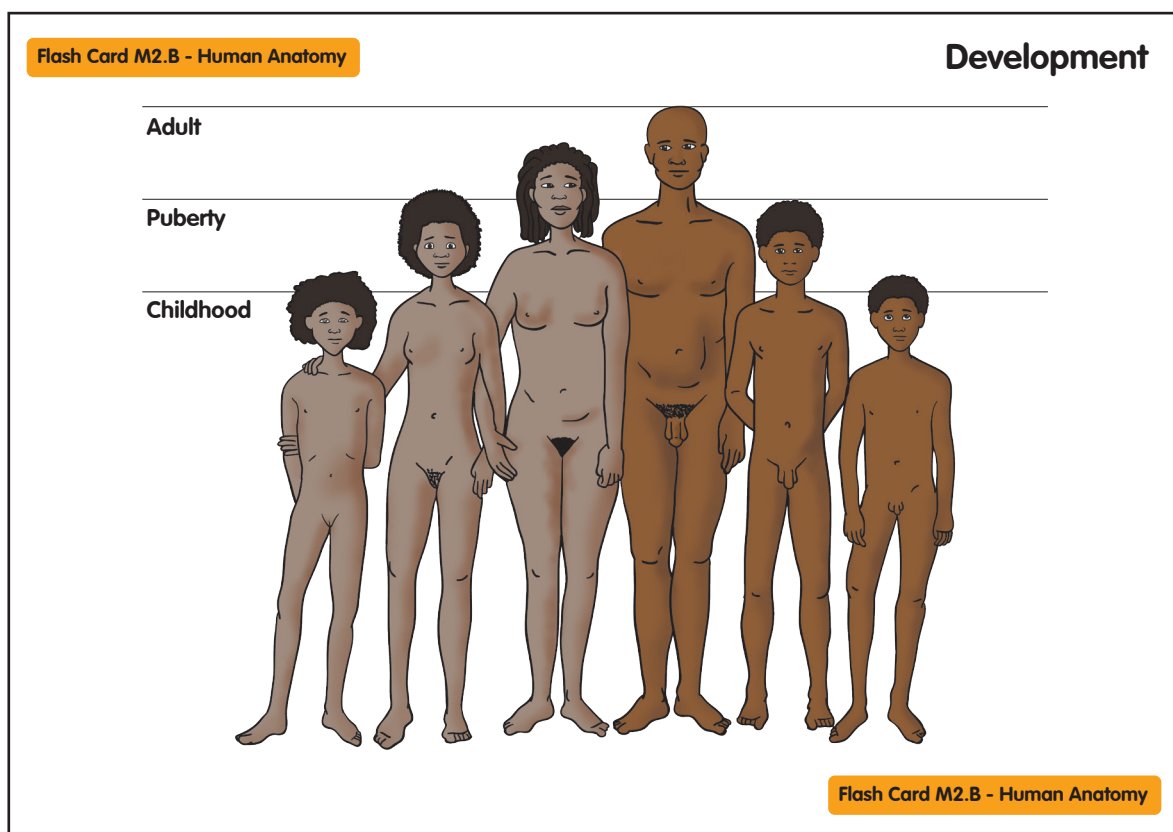 Flash Card M2.B - Human Anatomy
Development
Adult
Puberty
Childhood
Flash Card M2.B - Human Anatomy